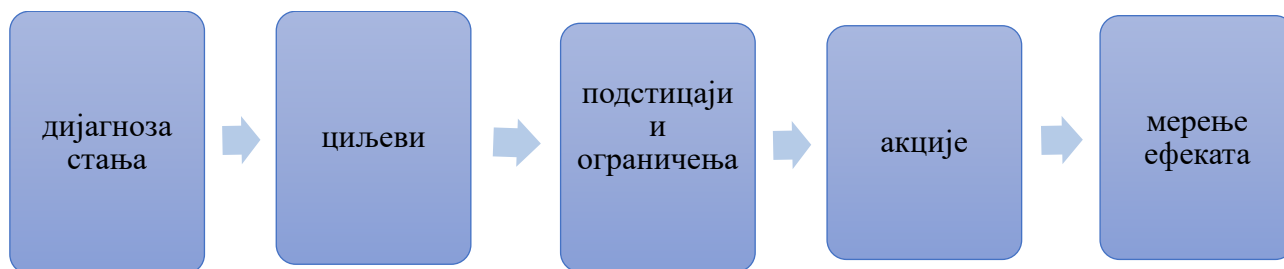 дијагноза
стања
циљеви
подстицаји
и
ограничења
акције
мерење
ефеката